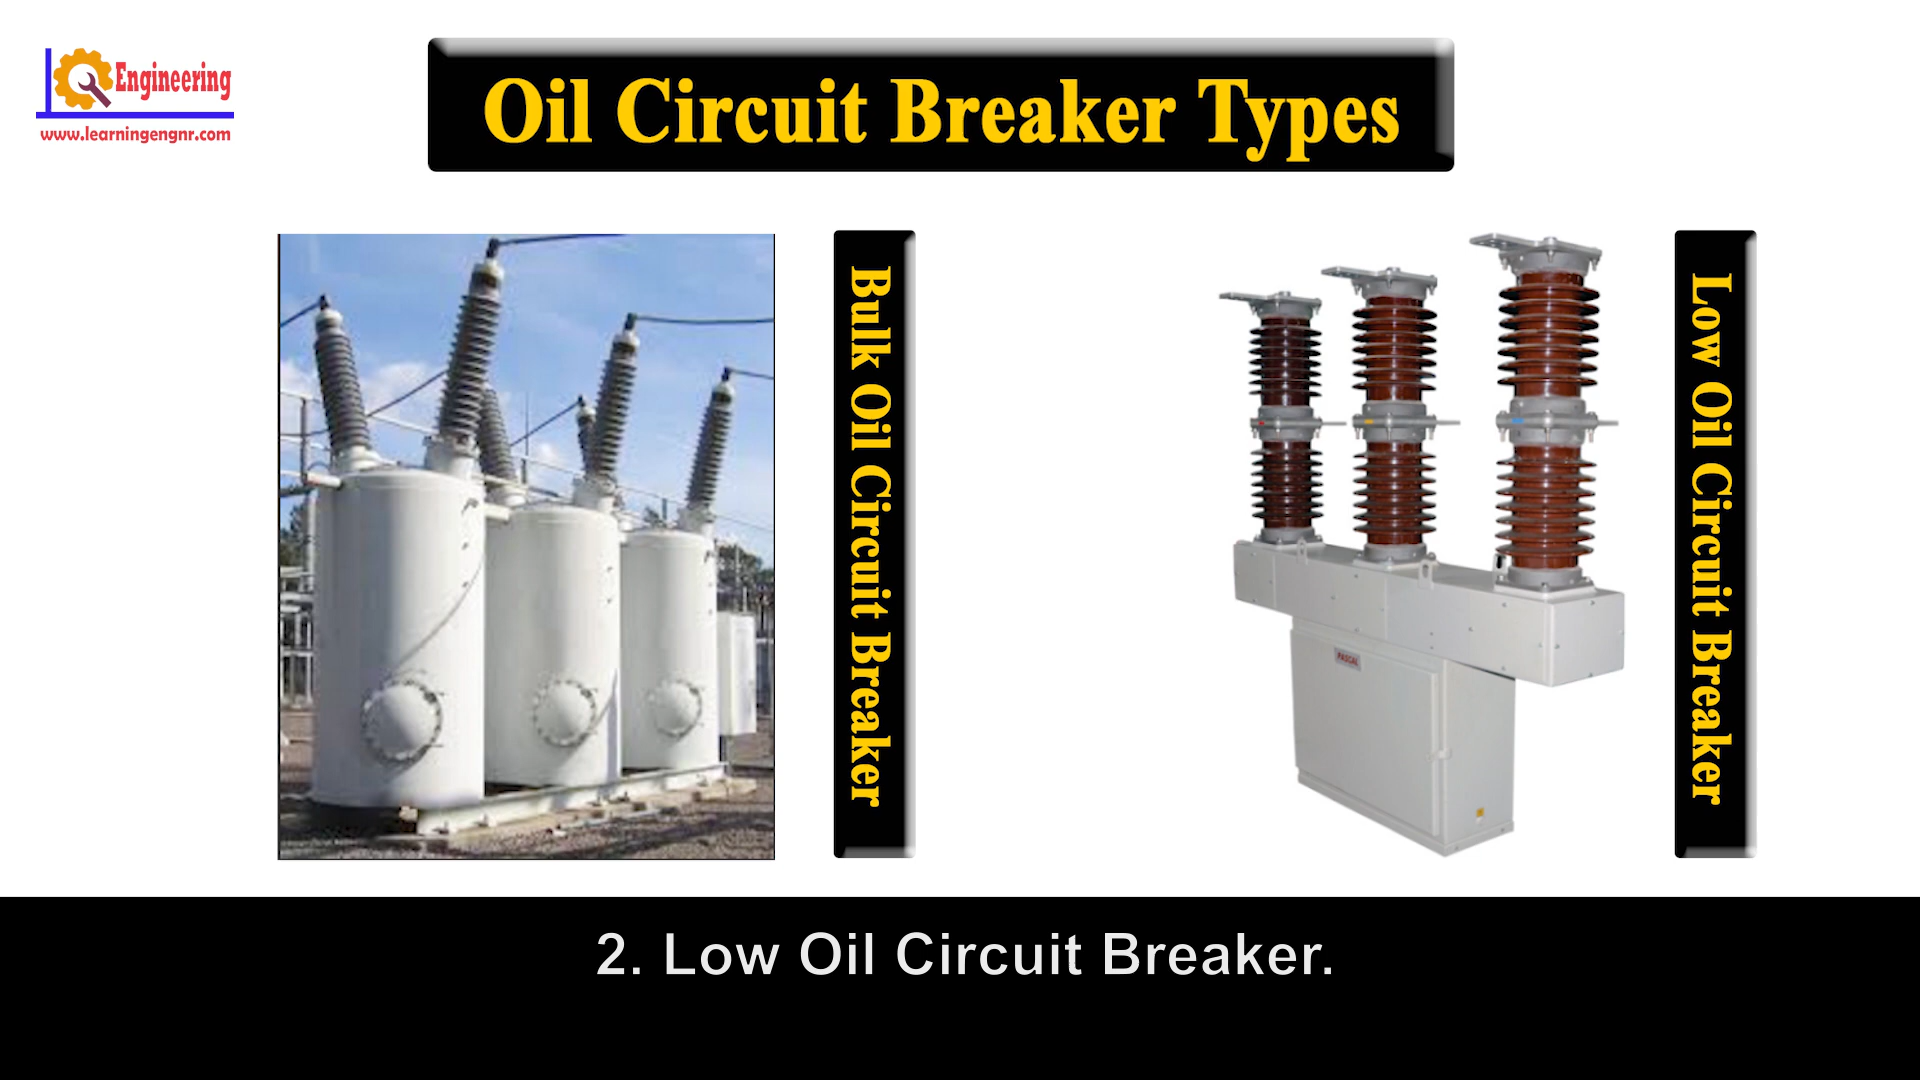 Engineering
www.learningengnr.com
Oil Circuit Breaker Types
Bulk Oil Circuit Breaker
Low Oil Circuit Breaker
PASCAL
2. Low Oil Circuit Breaker.